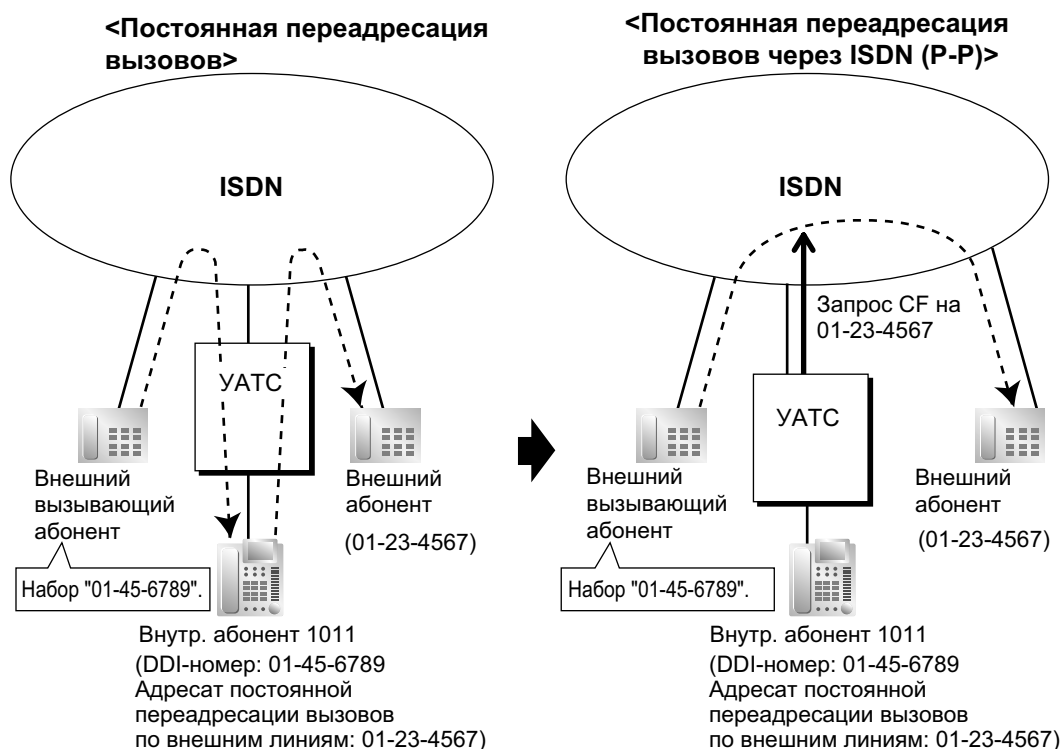 <Постоянная переадресация
вызовов>
ISDN
УАТС
Внешний
вызывающий
абонент
Набор "01-45-6789".
Внешний
абонент
(01-23-4567)
Внутр. абонент 1011
(DDI-номер: 01-45-6789
Адресат постоянной
переадресации вызовов
по внешним линиям: 01-23-4567)
<Постоянная переадресация
вызовов через ISDN (P-P)>
ISDN
Запрос CF на
01-23-4567
УАТС
Внешний
вызывающий
абонент
Набор "01-45-6789".
Внешний
абонент
(01-23-4567)
Внутр. абонент 1011
(DDI-номер: 01-45-6789
Адресат постоянной
переадресации вызовов
по внешним линиям: 01-23-4567)